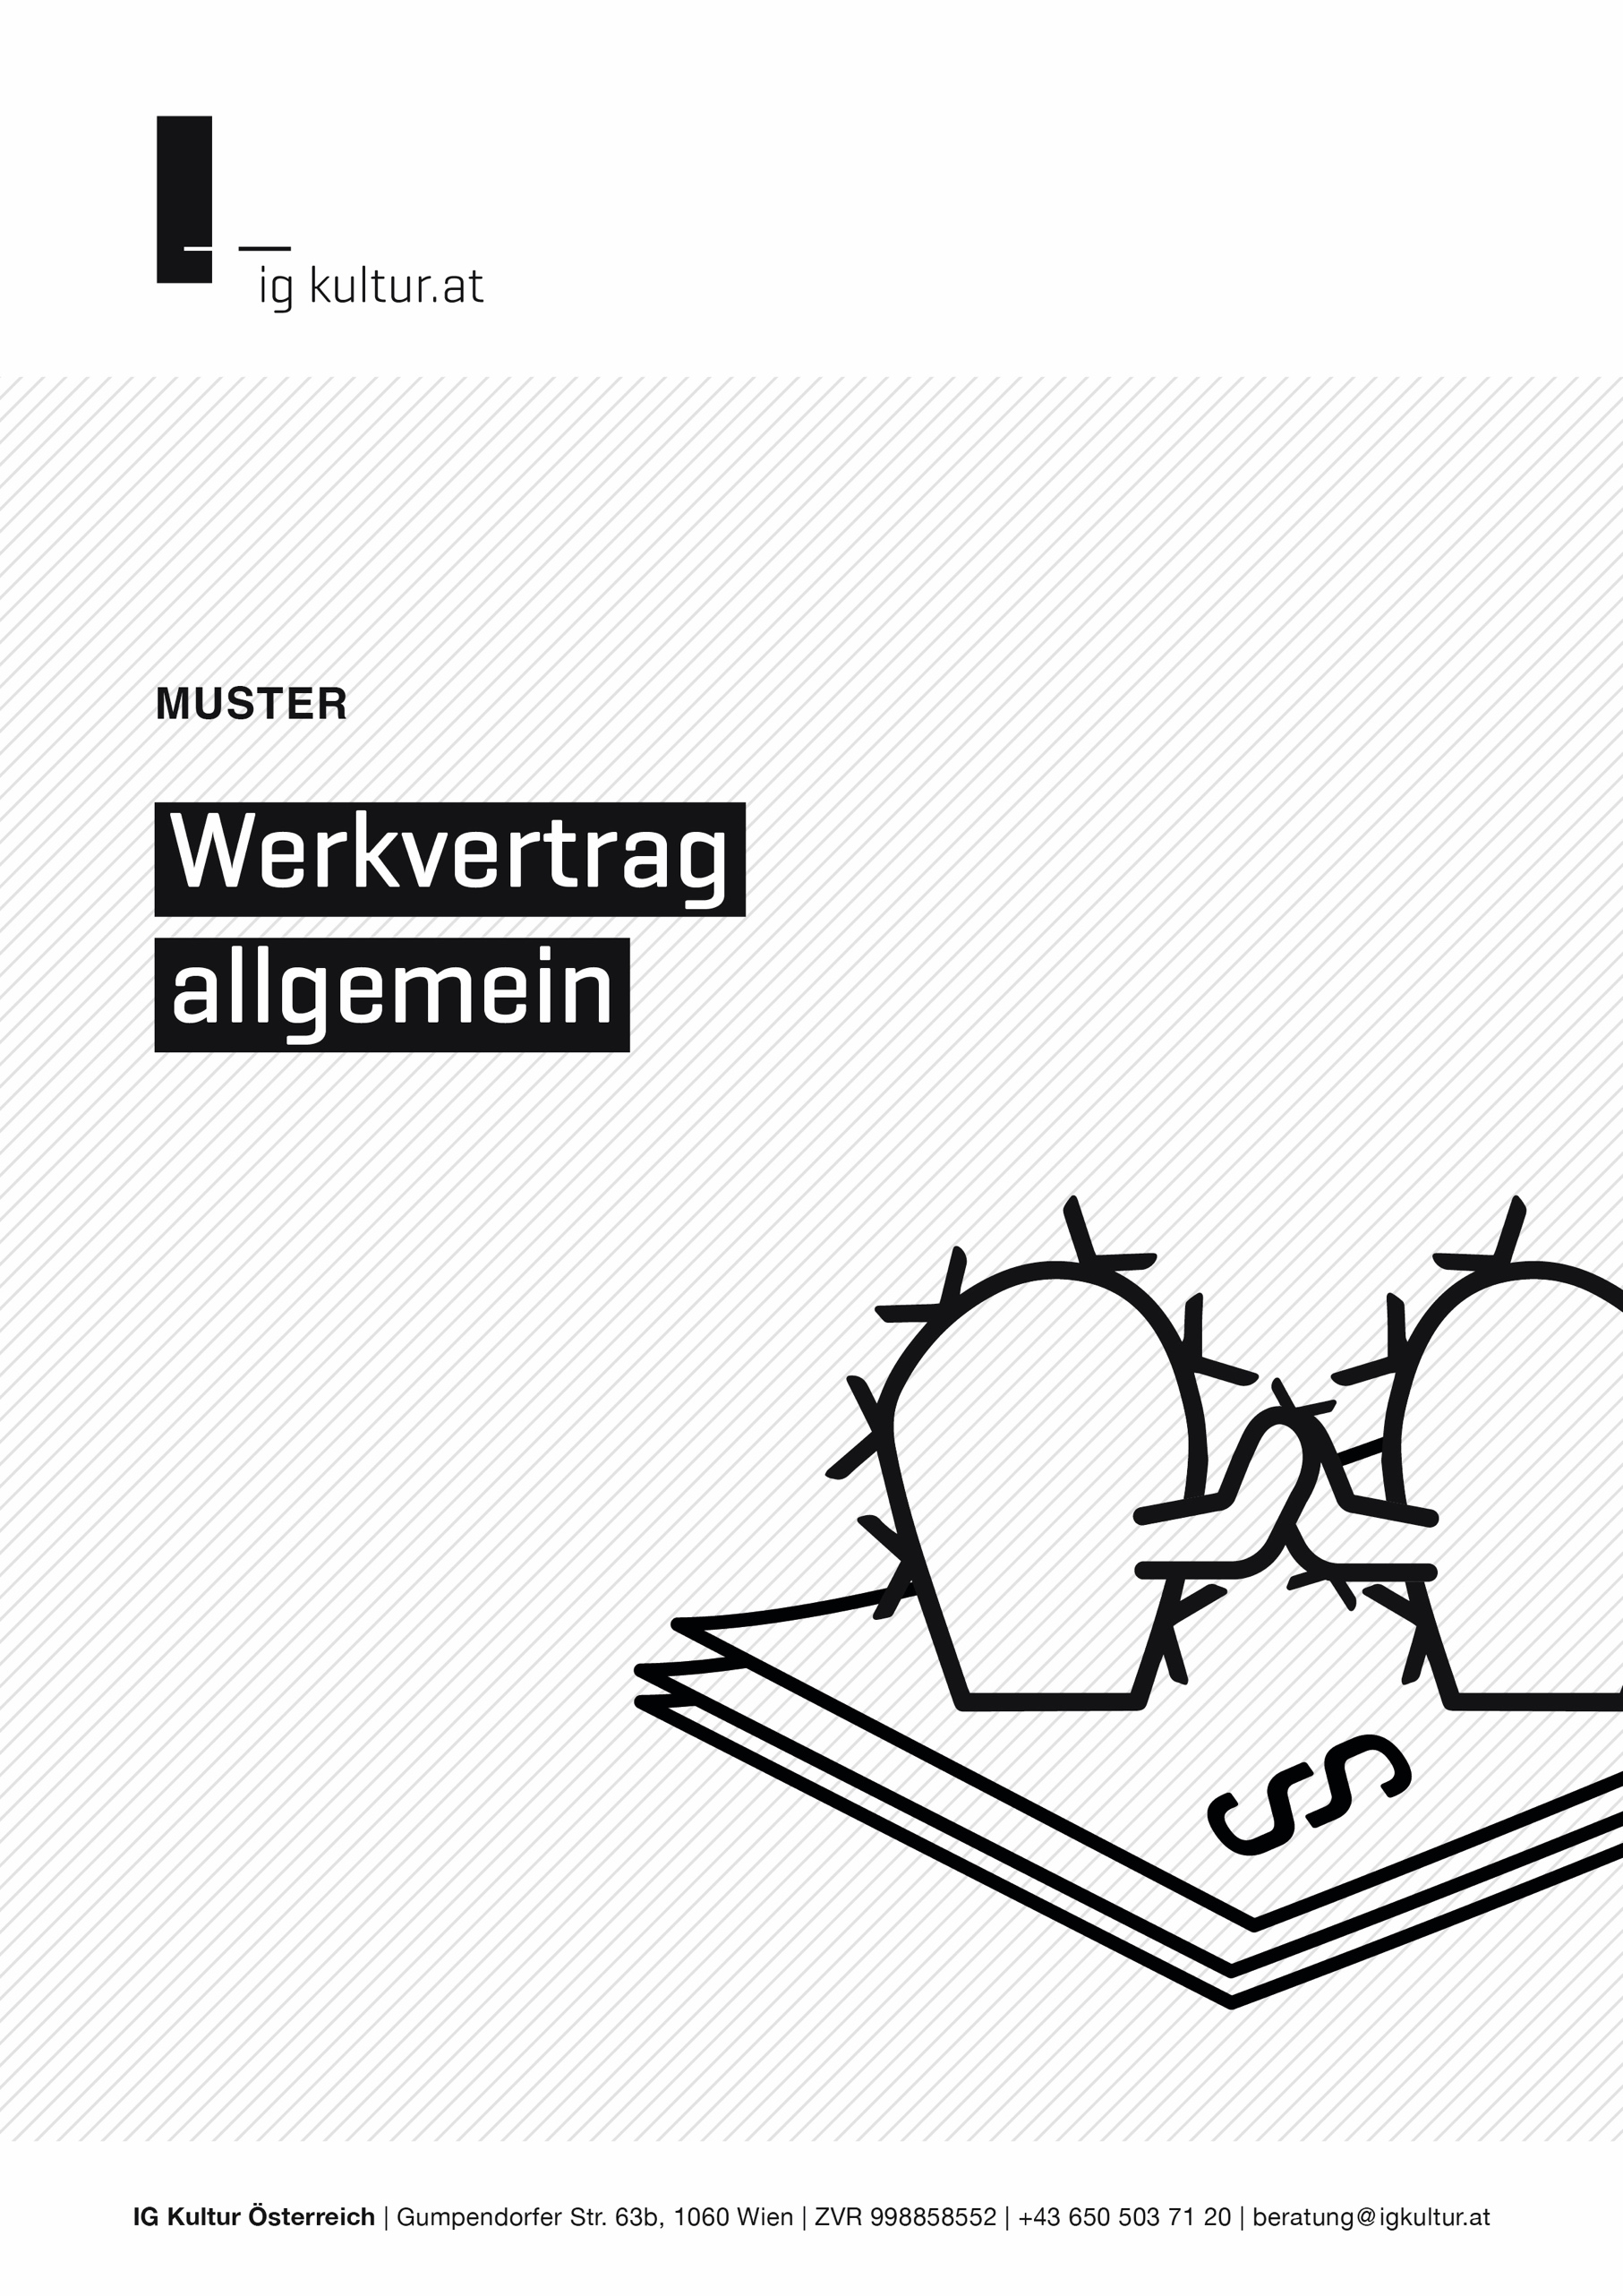 ig kultur.at
MUSTER
Werkvertrag
allgemein
§
IG Kultur Österreich | Gumpendorfer Str. 63b, 1060 Wien | ZVR 998858552 | +43 650 503 71 20 | beratung@igkultur.at